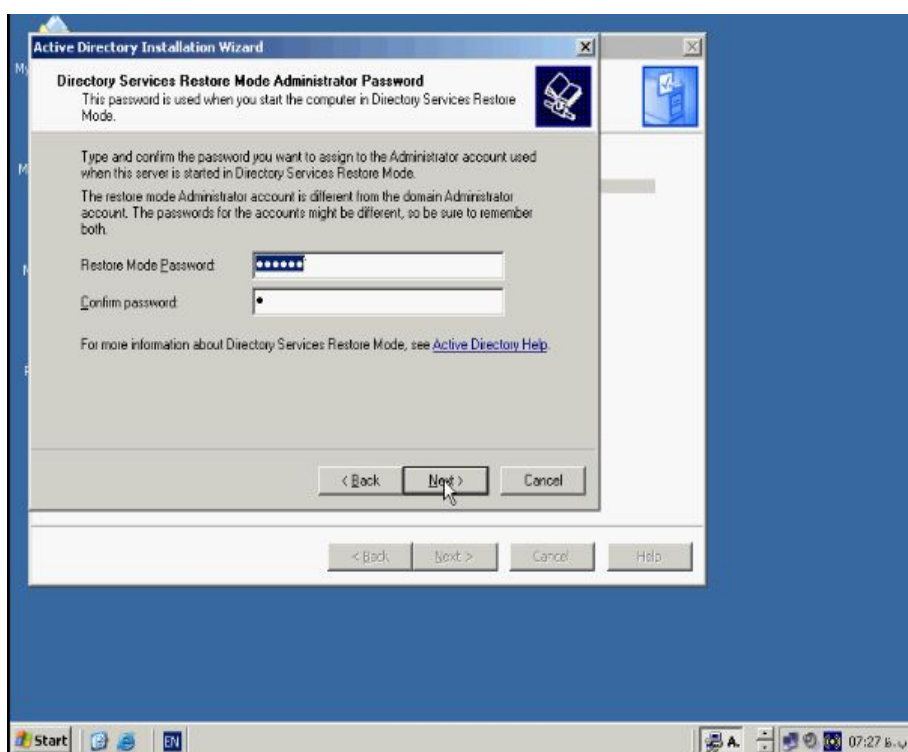 Active Directory Installation Wizard
Directory Services Restore Mode Administrator Password
This password is used when you start the computer in Directory Services Restore
Mode.
Type and confirm the password you want to assign to the Administrator account used
when this server is started in Directory Services Restore Mode.
The restore mode Administrator account is different from the domain Administrator
account. The passwords for the accounts might be different, so be sure to remember
both.
Restore Mode Password:
Confirm password:
For more information about Directory Services Restore Mode, see Active Directory Help.
< Back Next > Cancel
< Back Next > Cancel Help
Start EN A. 07:27